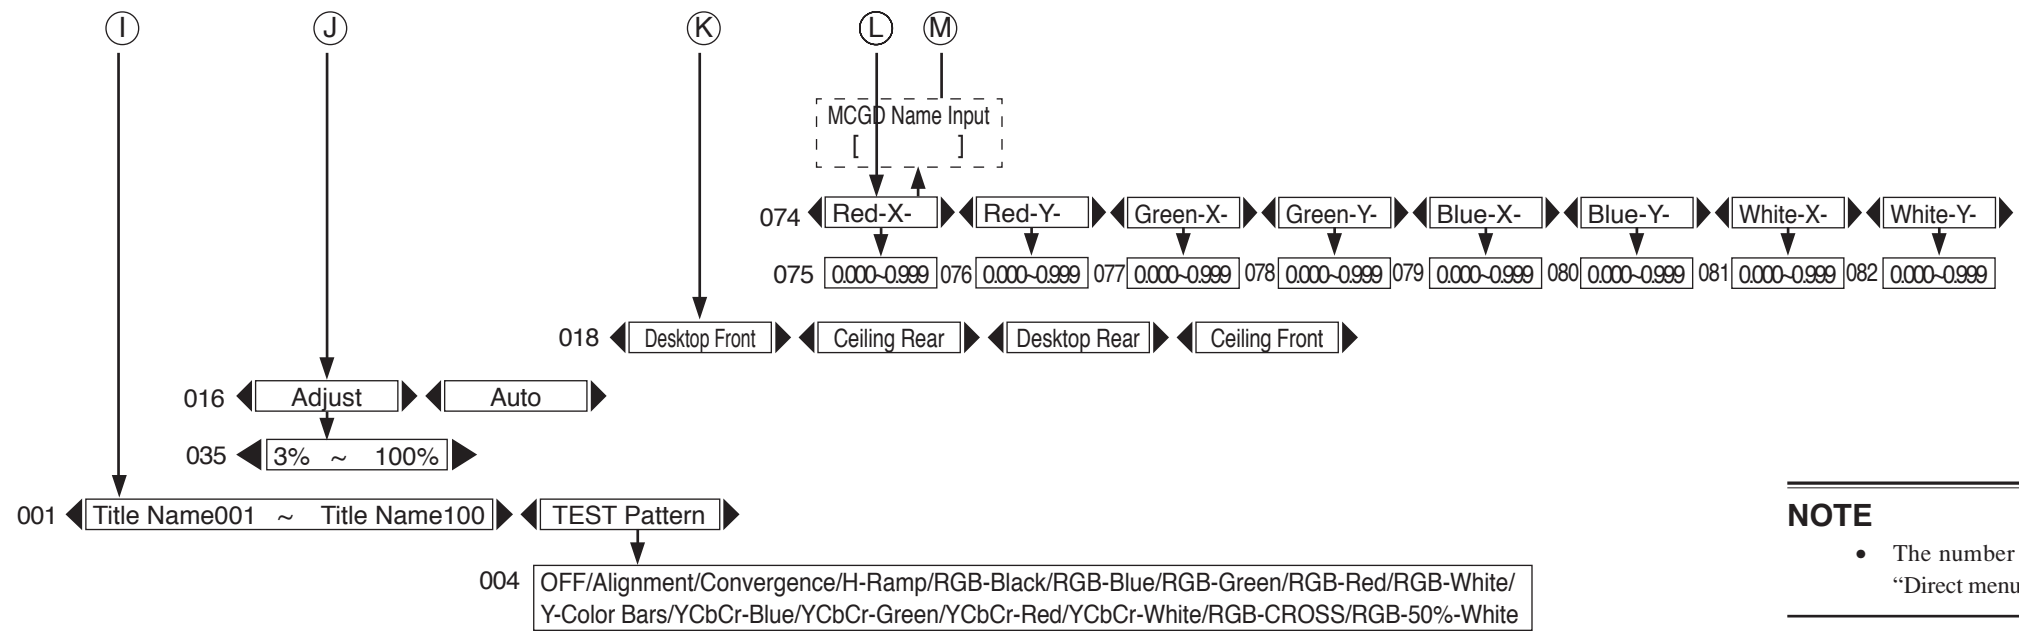 I J K L M
MCGD Name Input
[ ]
074 Red-X- Red-Y- Green-X- Green-Y- Blue-X- Blue-Y- White-X- White-Y-
075 0.000~0.999 076 0.000~0.999 077 0.000~0.999 078 0.000~0.999 079 0.000~0.999 080 0.000~0.999 081 0.000~0.999 082 0.000~0.999
018 Desktop Front Ceiling Rear Desktop Rear Ceiling Front
016 Adjust Auto
035 3% ~ 100%
001 Title Name001 ~ Title Name100 TEST Pattern
004 OFF/Alignment/Convergence/H-Ramp/RGB-Black/RGB-Blue/RGB-Green/RGB-Red/RGB-White/
Y-Color Bars/YCbCr-Blue/YCbCr-Green/YCbCr-Red/YCbCr-White/RGB-CROSS/RGB-50%-White
NOTE
• The number
“Direct menu